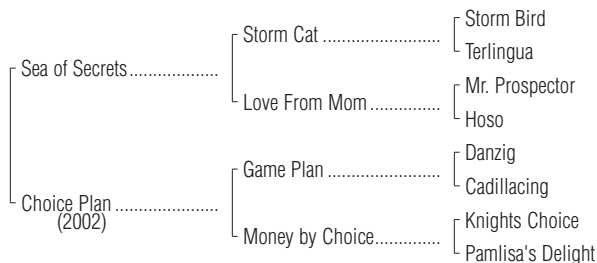 Storm Bird
Storm Cat ........................
Terlingua
Sea of Secrets..................
Mr. Prospector
Love From Mom ..............
Hoso
Danzig
Game Plan .......................
Cadillacing
Choice Plan .....................
(2002)
Knights Choice
Money by Choice.............
Pamlisa's Delight